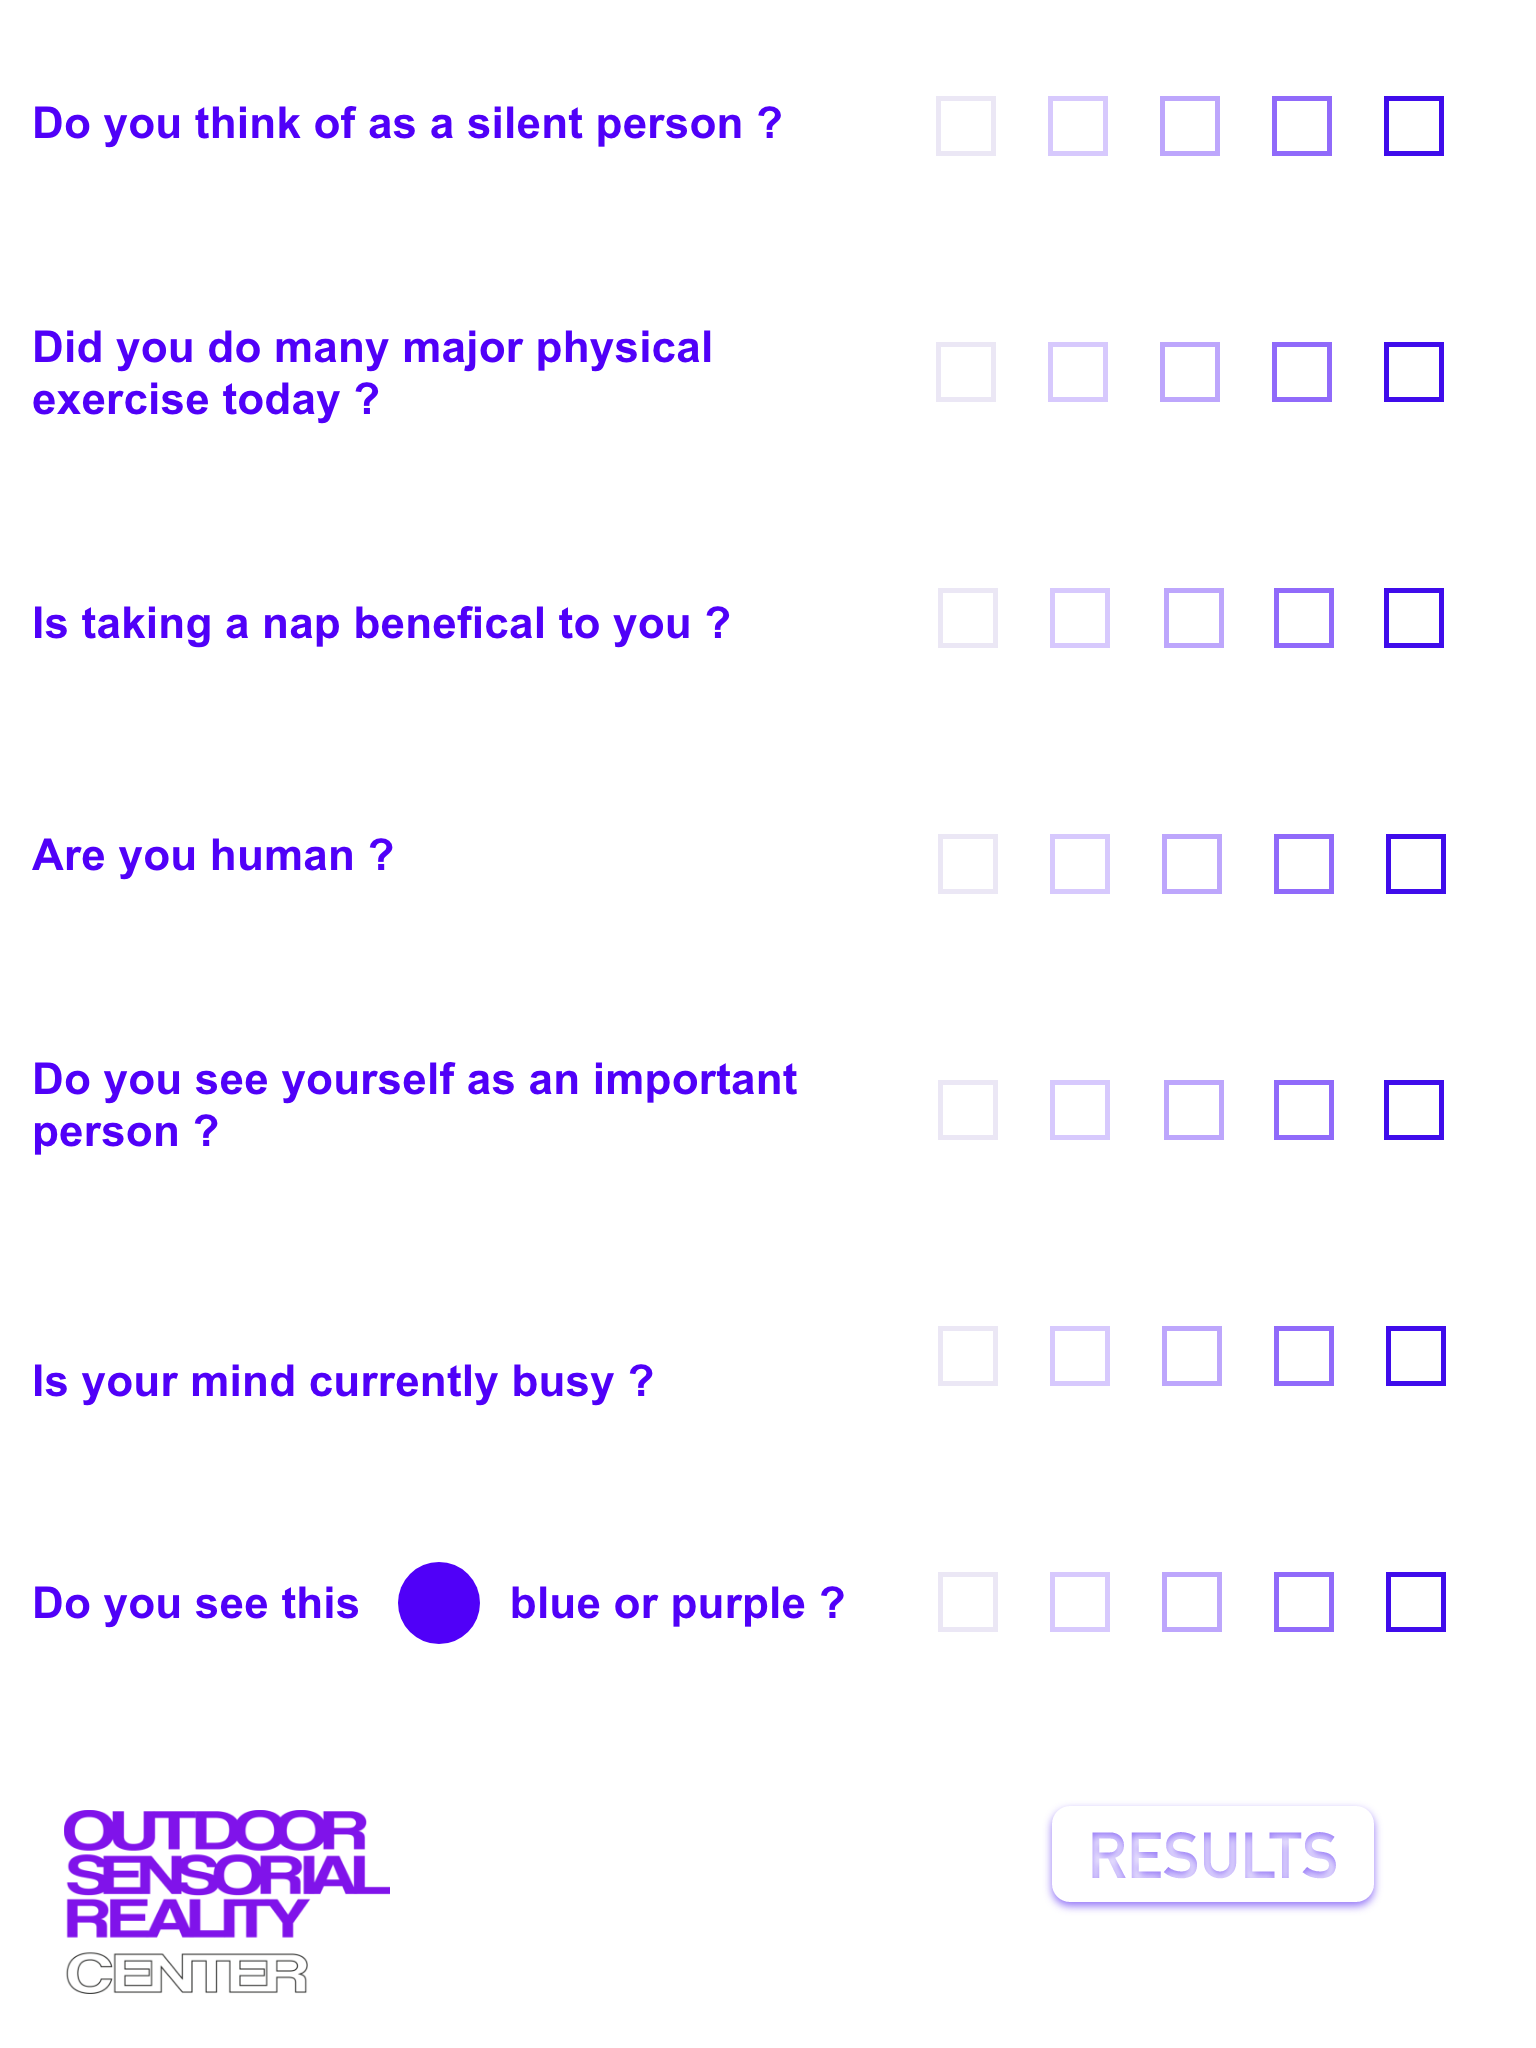 Do you think of as a silent person ?
Did you do many major physical
exercise today ?
Is taking a nap benefical to you ?
Are you human ?
Do you see yourself as an important
person ?
Is your mind currently busy ?
Do you see this blue or purple ?
OUTDOOR
SENSORIAL
REALITY
CENTER
RESULTS